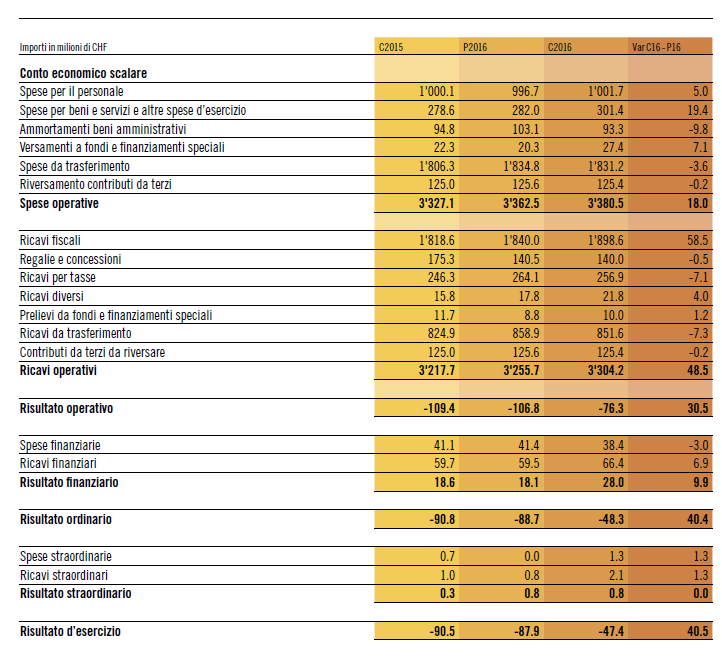 Importi in milioni di CHF C2015 P2016 C2016 Var C16 - P16
Conto economico scalare
Spese per il personale 1'000.1 996.7 1'001.7 5.0
Spese per beni e servizi e altre spese d'esercizio 278.6 282.0 301.4 19.4
Ammortamenti beni amministrativi 94.8 103.1 93.3 -9.8
Versamenti a fondi e finanziamenti speciali 22.3 20.3 27.4 7.1
Spese da trasferimento 1'806.3 1'834.8 1'831.2 -3.6
Riversamento contributi da terzi 125.0 125.6 125.4 -0.2
Spese operative 3'327.1 3'362.5 3'380.5 18.0
Ricavi fiscali 1'818.6 1'840.0 1'898.6 58.5
Regalie e concessioni 175.3 140.5 140.0 -0.5
Ricavi per tasse 246.3 264.1 256.9 -7.1
Ricavi diversi 15.8 17.8 21.8 4.0
Prelievi da fondi e finanziamenti speciali 11.7 8.8 10.0 1.2
Ricavi da trasferimento 824.9 858.9 851.6 -7.3
Contributi da terzi da riversare 125.0 125.6 125.4 -0.2
Ricavi operativi 3'217.7 3'255.7 3'304.2 48.5
Risultato operativo -109.4 -106.8 -76.3 30.5
Spese finanziarie 41.1 41.4 38.4 -3.0
Ricavi finanziari 59.7 59.5 66.4 6.9
Risultato finanziario 18.6 18.1 28.0 9.9
Risultato ordinario -90.8 -88.7 -48.3 40.4
Spese straordinarie 0.7 0.0 1.3 1.3
Ricavi straordinari 1.0 0.8 2.1 1.3
Risultato straordinario 0.3 0.8 0.8 0.0
Risultato d'esercizio -90.5 -87.9 -47.4 40.5